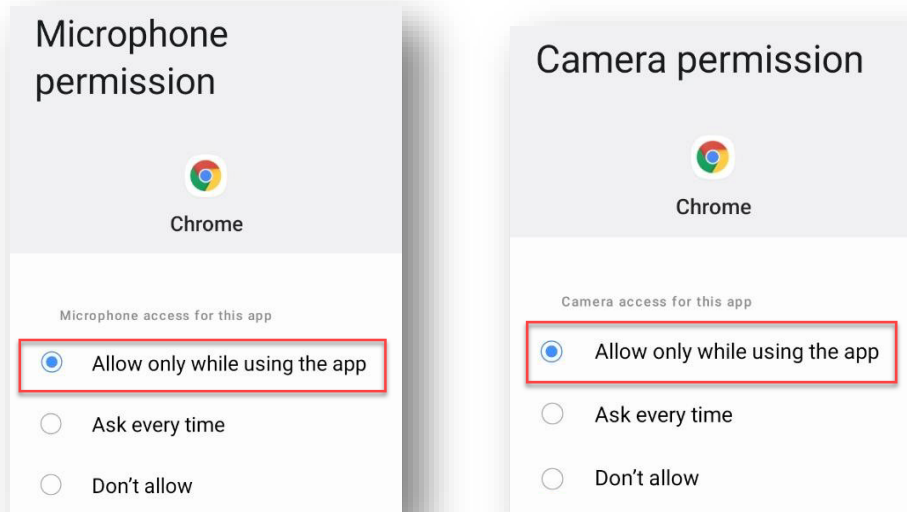 Microphone
permission
Chrome
Microphone access for this app
Allow only while using the app
Ask every time
Don’t allow
Camera permission
Chrome
Camera access for this app
Allow only while using the app
Ask every time
Don’t allow